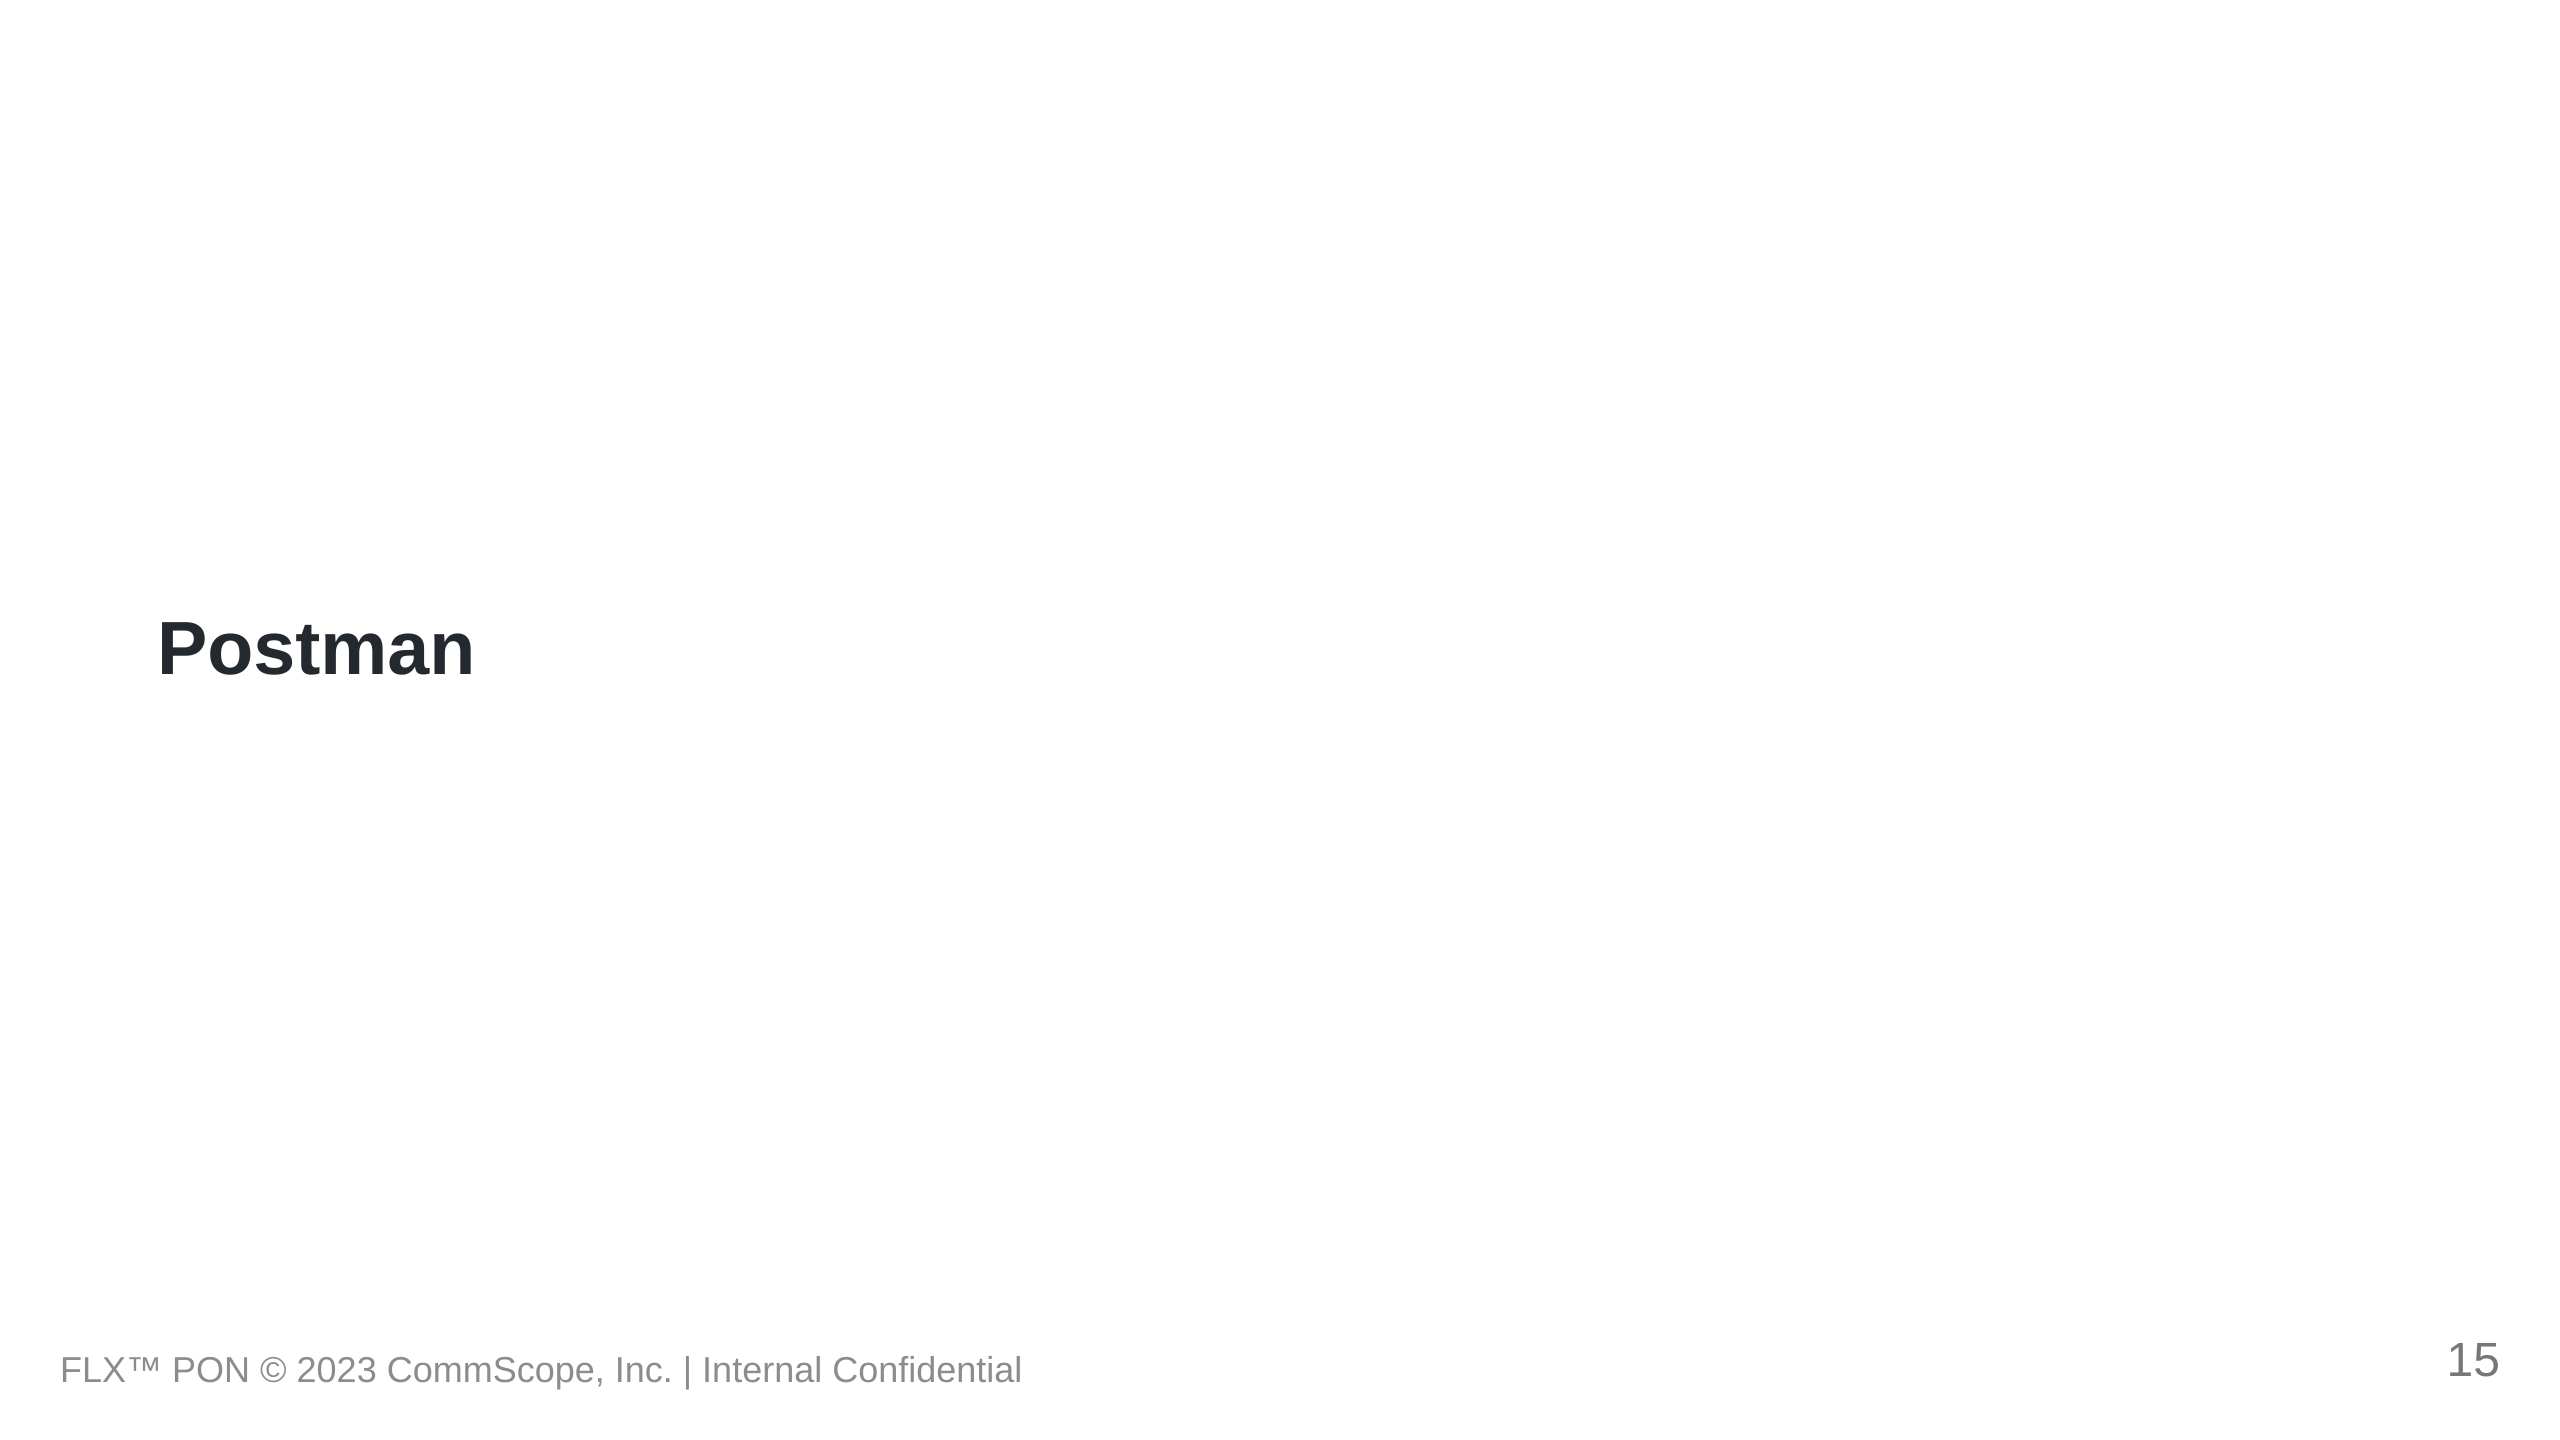 Postman
FLX™ PON © 2023 CommScope, Inc. | Internal Confidential
15